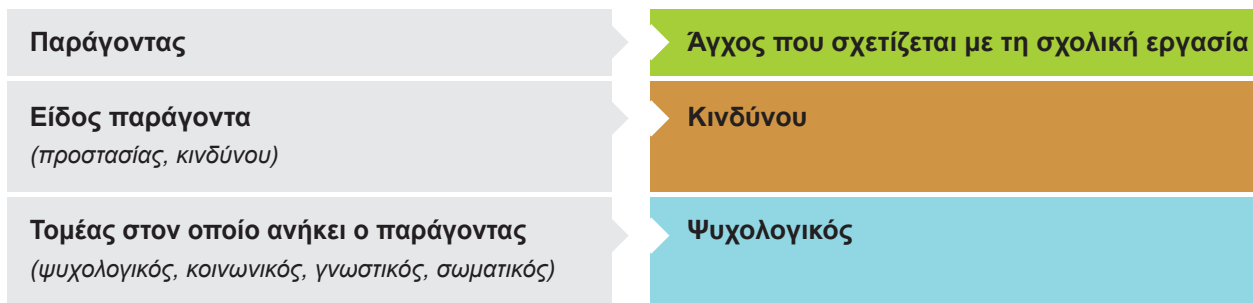 Παράγοντας
Άγχος που σχετίζεται με τη σχολική εργασία
Είδος παράγοντα
(προστασίας, κινδύνου)
Κινδύνου
Τομέας στον οποίο ανήκει ο παράγοντας
(ψυχολογικός, κοινωνικός, γνωστικός, σωματικός)
Ψυχολογικός